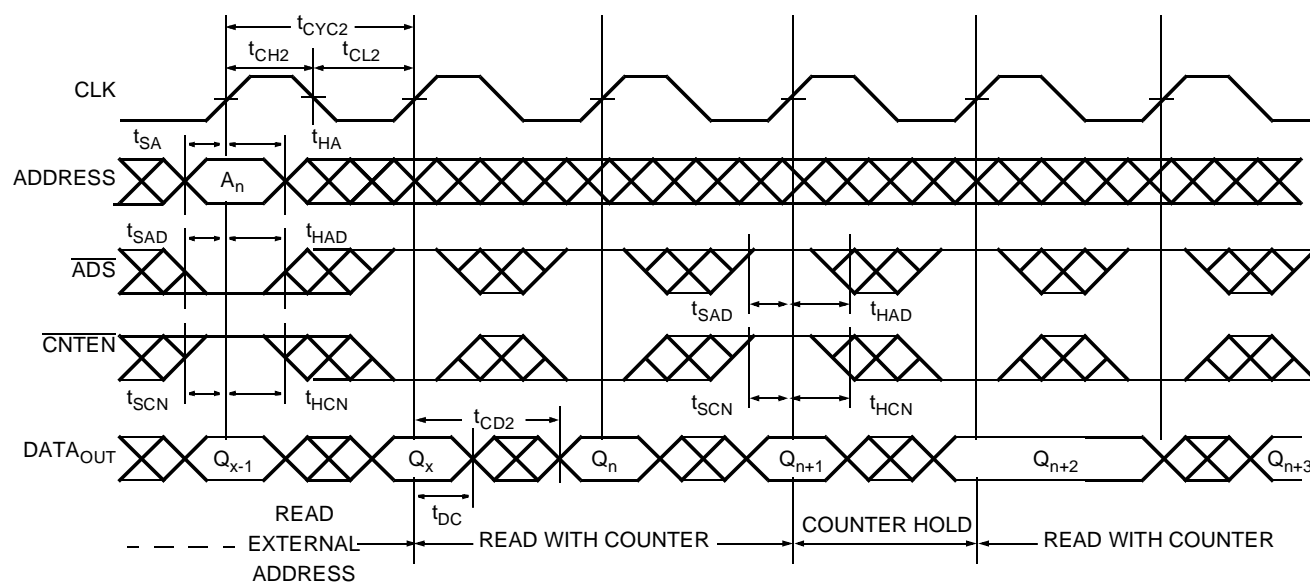 tCYC2
tCH2 tCL2
CLK
tSA tHA
ADDRESS An
tSAD tHAD
ADS
tSAD tHAD
CNTEN
tSCN tHCN tSCN tHCN
tCD2
DATAOUT Qx-1 Qx Qn Qn+1 Qn+2 Qn+3
tDC
READ EXTERNAL ADDRESS
READ WITH COUNTER
COUNTER HOLD
READ WITH COUNTER